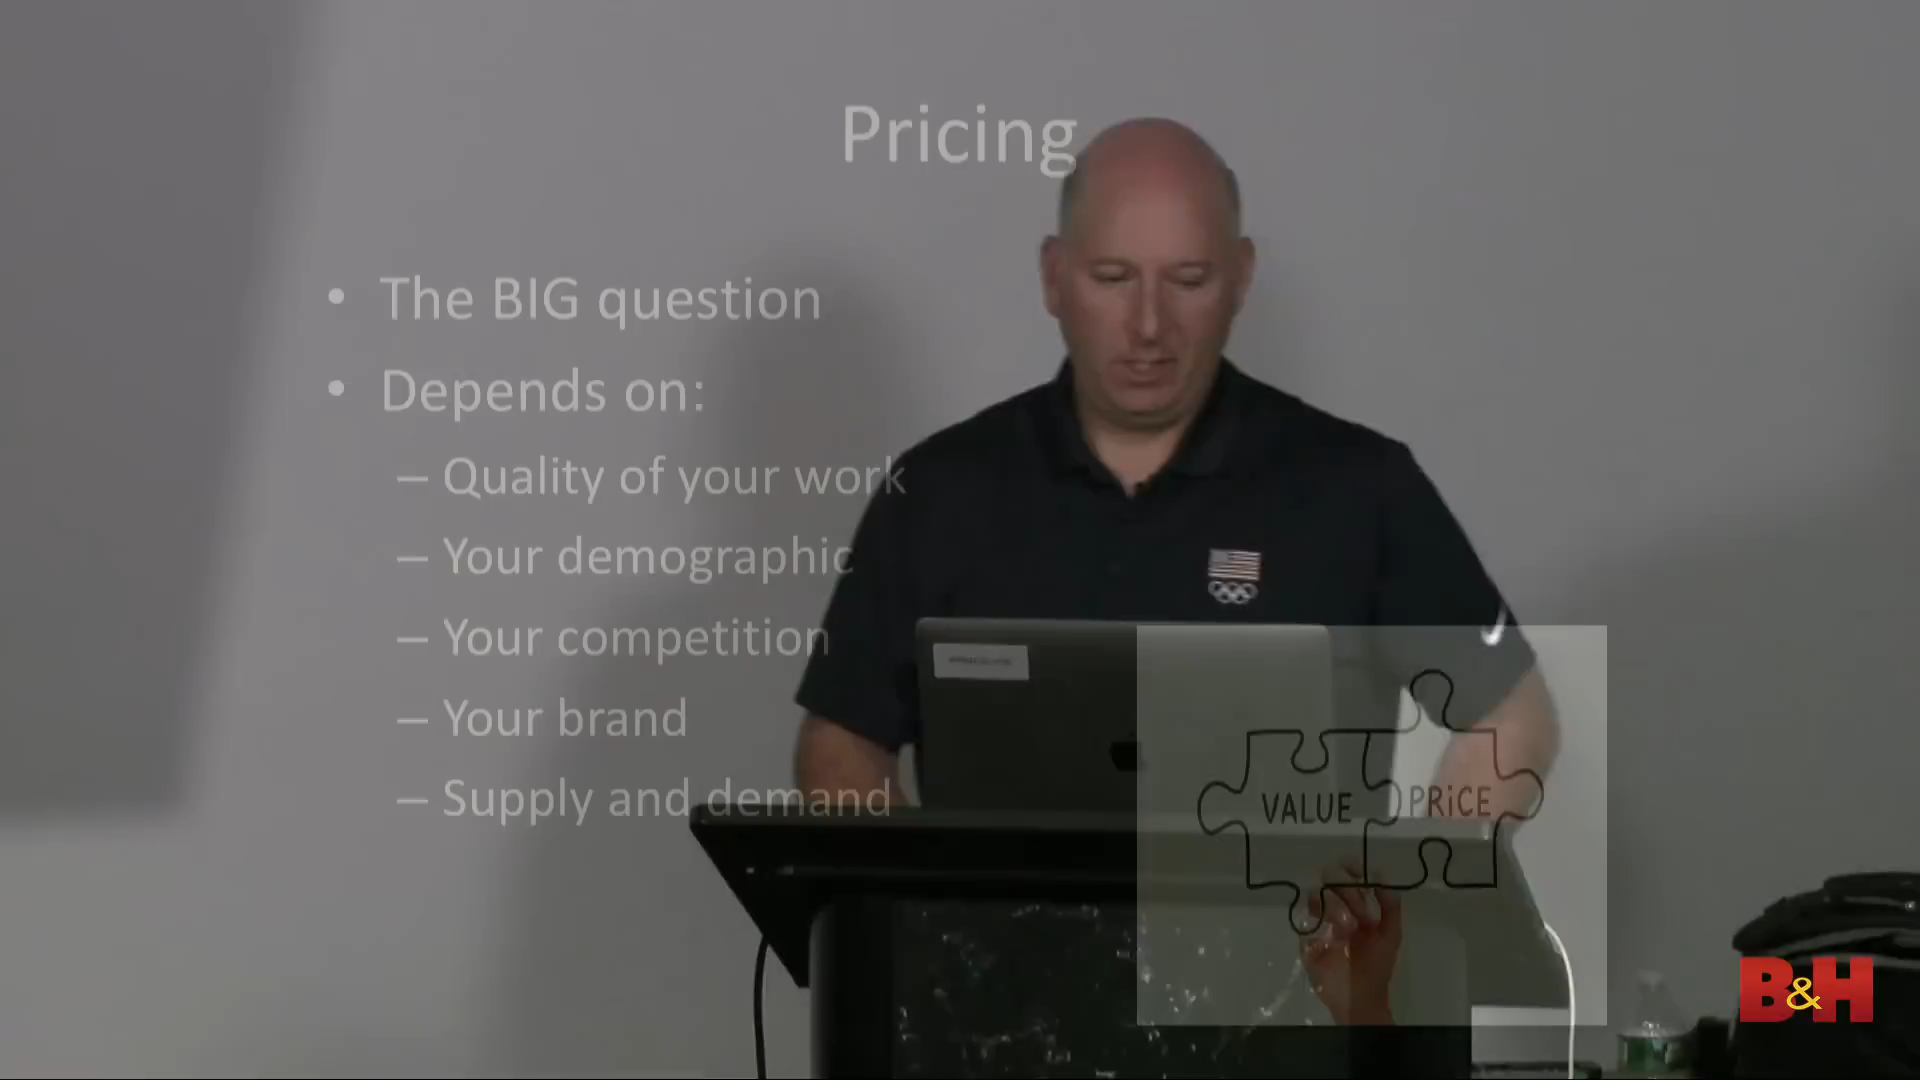 Pricing
• The BIG question
• Depends on:
– Quality of your work
– Your demographic
– Your competition
– Your brand
– Supply and demand
VALUE PRiCE
B&H